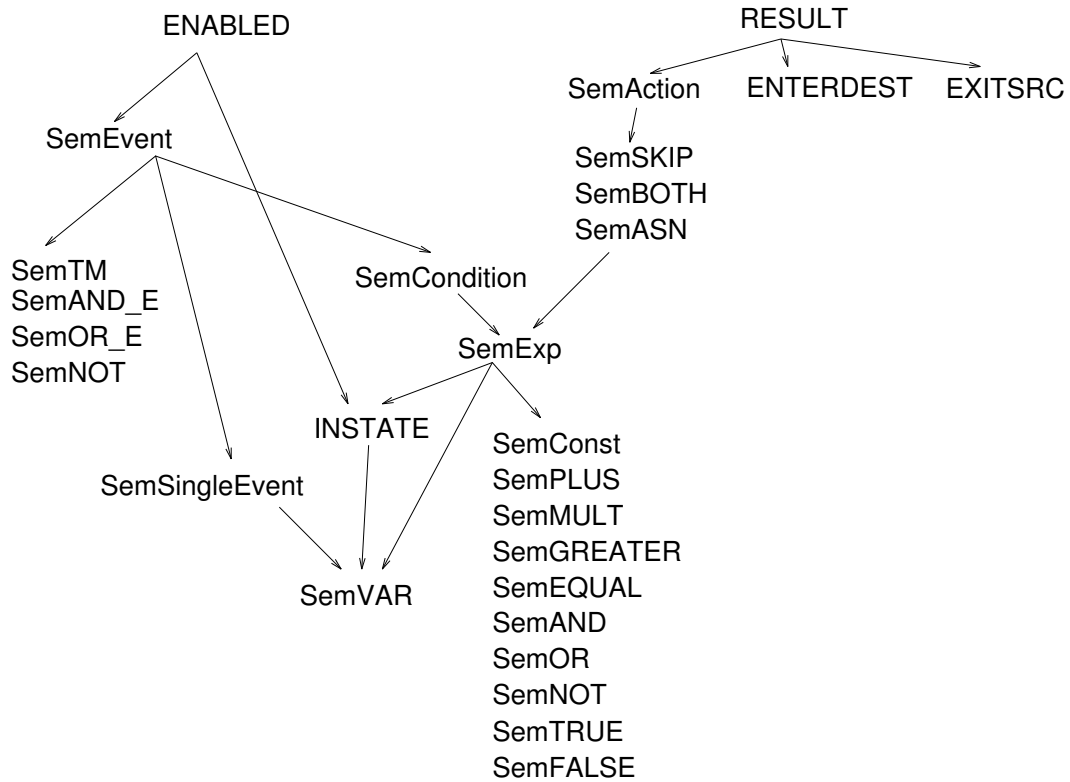 ENABLED
RESULT
SemAction
ENTERDEST
EXITSRC
SemEvent
SemSKIP
SemBOTH
SemASN
SemTM
SemAND_E
SemOR_E
SemNOT
SemCondition
SemExp
INSTATE
SemSingleEvent
SemVAR
SemConst
SemPLUS
SemMULT
SemGREATER
SemEQUAL
SemAND
SemOR
SemNOT
SemTRUE
SemFALSE